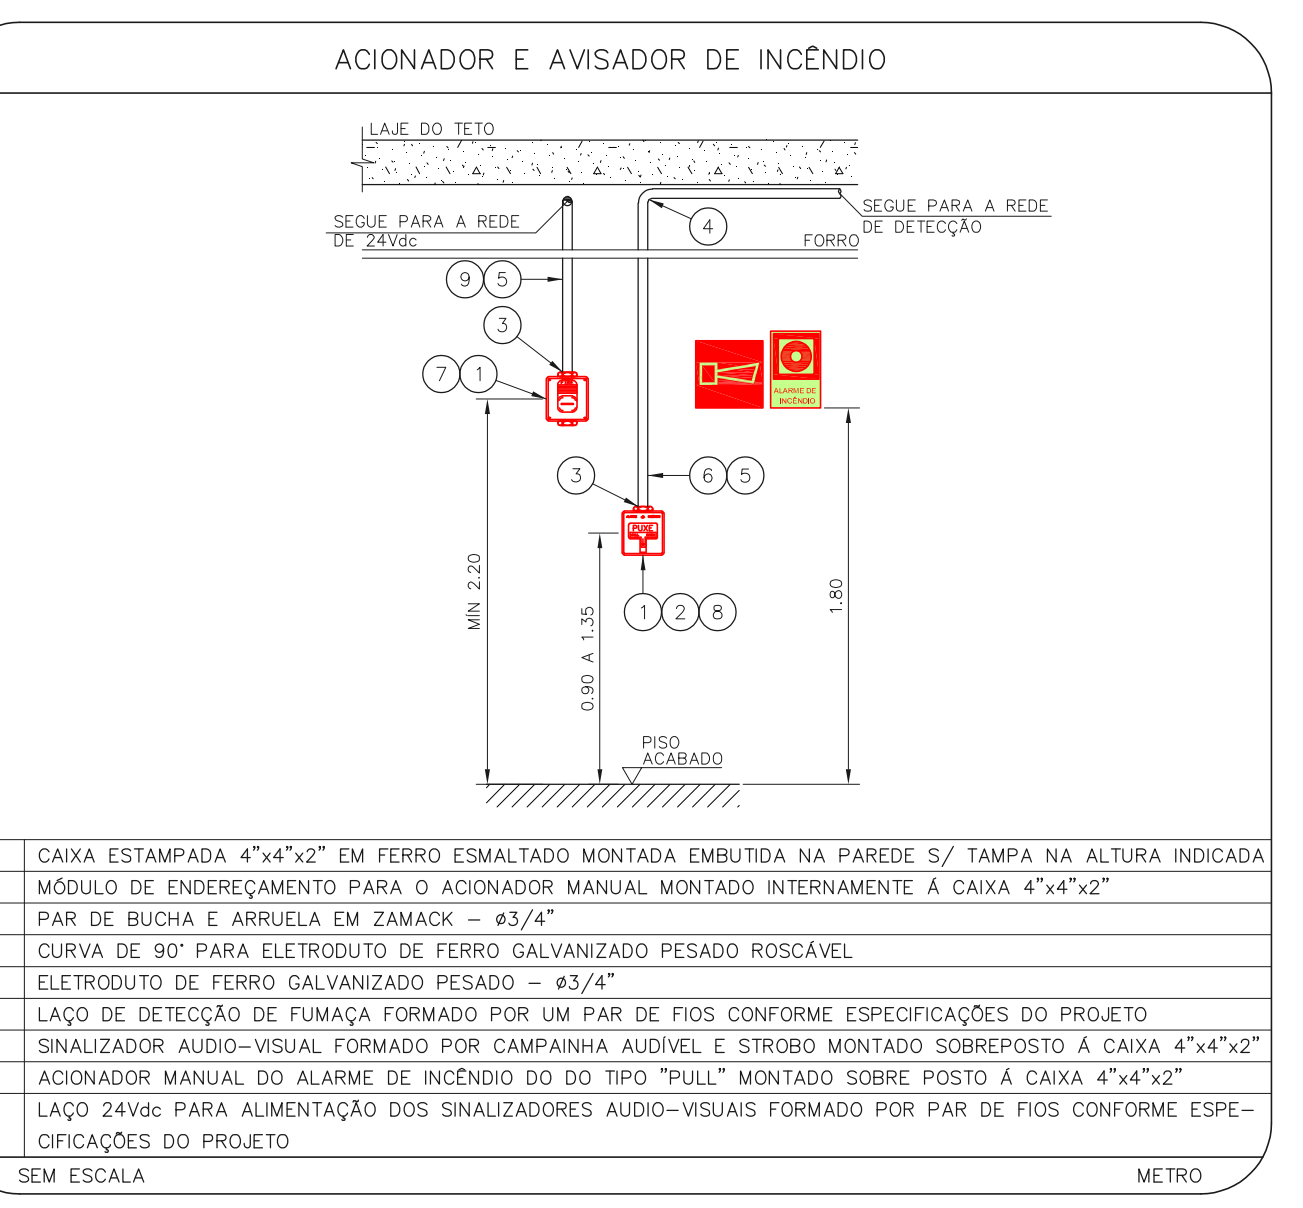 ACIONADOR E AVISADOR DE INCÊNDIO
LAJE DO TETO
SEGUE PARA A REDE
DE 24Vdc
SEGUE PARA A REDE
DE DETECÇÃO
4
FORRO
9 5
3
7 1
ALARME DE
INCÊNDIO
3
6 5
PUXE
1 2 8
MÍN 2.20
0.90 A 1.35
1.80
PISO
ACABADO
CAIXA ESTAMPADA 4"x4"x2" EM FERRO ESMALTADO MONTADA EMBUTIDA NA PAREDE S/ TAMPA NA ALTURA INDICADA
MÓDULO DE ENDEREÇAMENTO PARA O ACIONADOR MANUAL MONTADO INTERNAMENTE Á CAIXA 4"x4"x2"
PAR DE BUCHA E ARRUELA EM ZAMACK – ø3/4"
CURVA DE 90° PARA ELETRODUTO DE FERRO GALVANIZADO PESADO ROSCÁVEL
ELETRODUTO DE FERRO GALVANIZADO PESADO – ø3/4"
LAÇO DE DETECÇÃO DE FUMAÇA FORMADO POR UM PAR DE FIOS CONFORME ESPECIFICAÇÕES DO PROJETO
SINALIZADOR AUDIO–VISUAL FORMADO POR CAMPAINHA AUDÍVEL E STROBO MONTADO SOBREPOSTO Á CAIXA 4"x4"x2"
ACIONADOR MANUAL DO ALARME DE INCÊNDIO DO DO TIPO "PULL" MONTADO SOBRE POSTO Á CAIXA 4"x4"x2"
LAÇO 24Vdc PARA ALIMENTAÇÃO DOS SINALIZADORES AUDIO–VISUAIS FORMADO POR PAR DE FIOS CONFORME ESPE–
CIFICAÇÕES DO PROJETO
SEM ESCALA
METRO